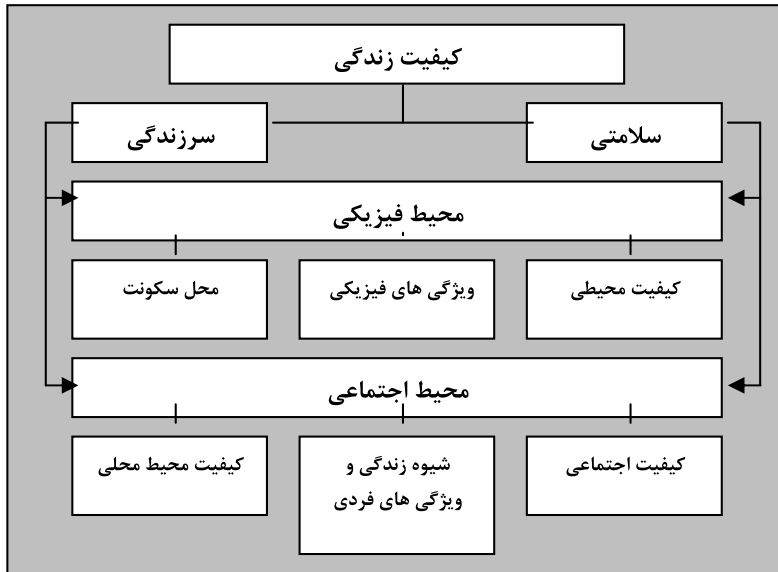 کیفیت زندگی
سلامتی
سرزندگی
محیط فیزیکی
کیفیت محیطی
ویژگی های فیزیکی
محل سکونت
محیط اجتماعی
کیفیت اجتماعی
شیوه زندگی و
ویژگی های فردی
کیفیت محیط محلی